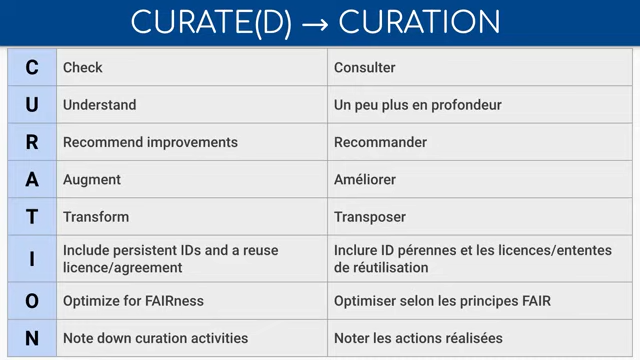 CURATE(D) → CURATION
C Check Consulter
U Understand Un peu plus en profondeur
R Recommend improvements Recommander
A Augment Améliorer
T Transform Transposer
I Include persistent IDs and a reuse licence/agreement Inclure ID pérennes et les licences/ententes de réutilisation
O Optimize for FAIRness Optimiser selon les principes FAIR
N Note down curation activities Noter les actions réalisées